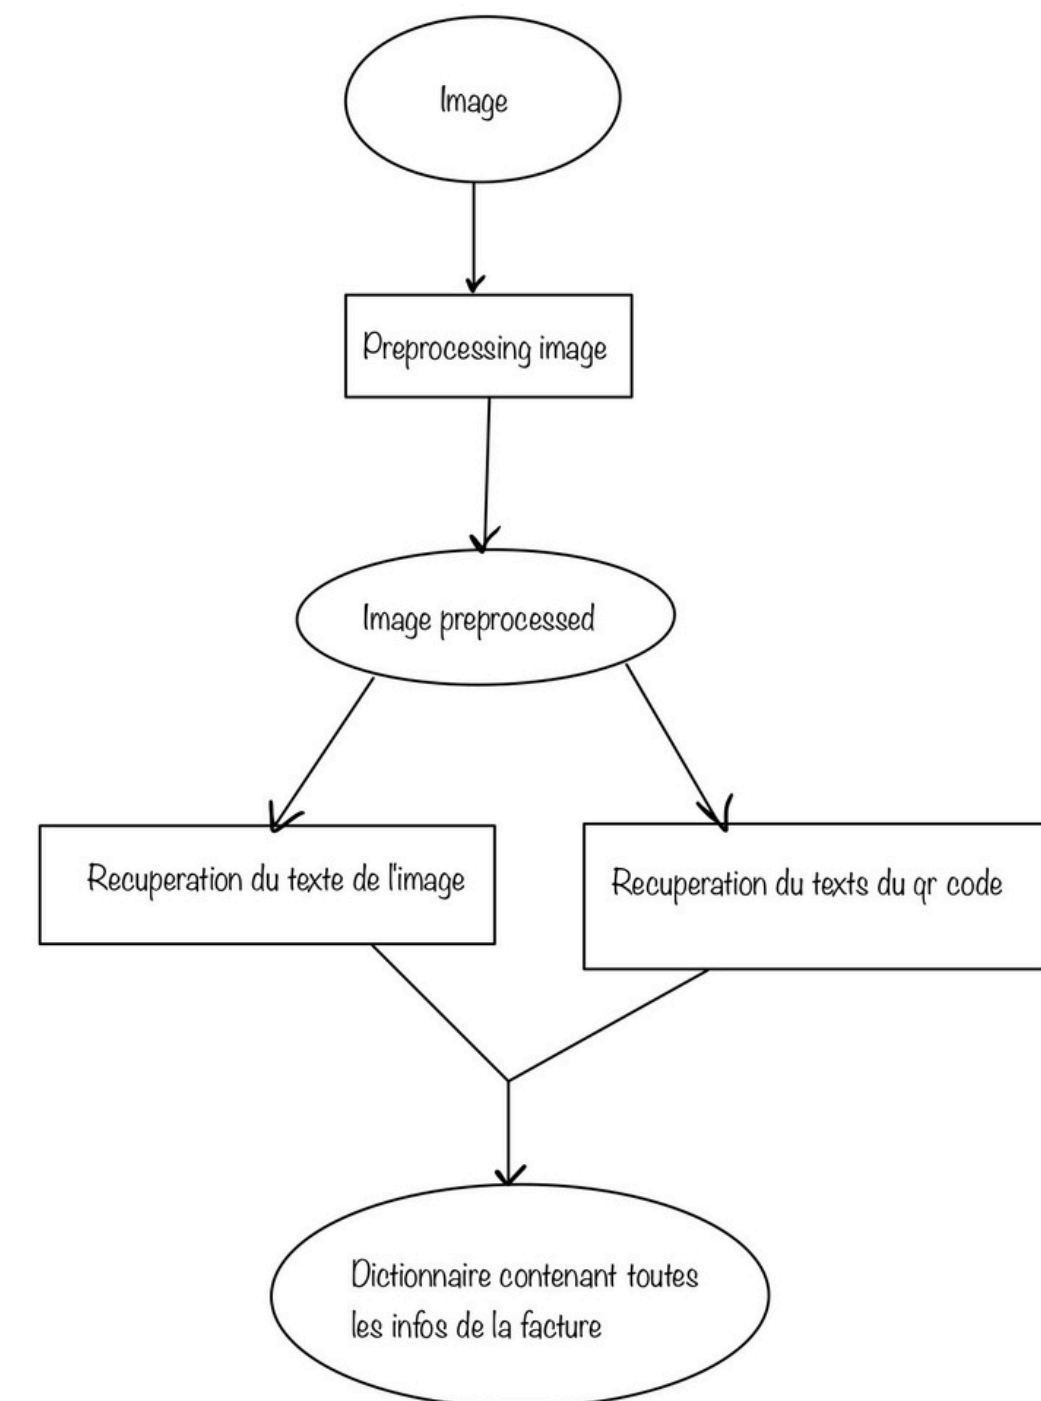 Image
Preprocessing image
Image preprocessed
Recuperation du texte de l'image
Recuperation du texts du qr code
Dictionnaire contenant toutes
les infos de la facture